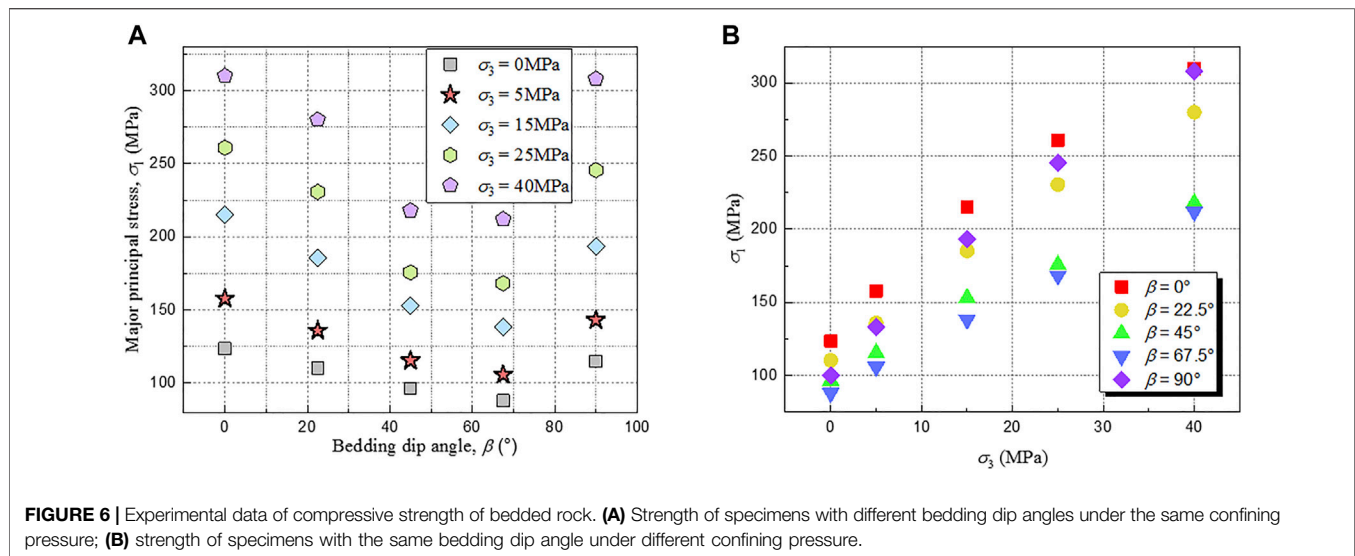 A
Major principal stress, σ1 (MPa)
300
250
200
150
100
0
20
40
60
80
100
Bedding dip angle, β (°)
σ3 = 0MPa
σ3 = 5MPa
σ3 = 15MPa
σ3 = 25MPa
σ3 = 40MPa
B
σ1 (MPa)
300
250
200
150
100
0
10
20
30
40
σ3 (MPa)
β = 0°
β = 22.5°
β = 45°
β = 67.5°
β = 90°
FIGURE 6 | Experimental data of compressive strength of bedded rock. (A) Strength of specimens with different bedding dip angles under the same confining
pressure; (B) strength of specimens with the same bedding dip angle under different confining pressure.